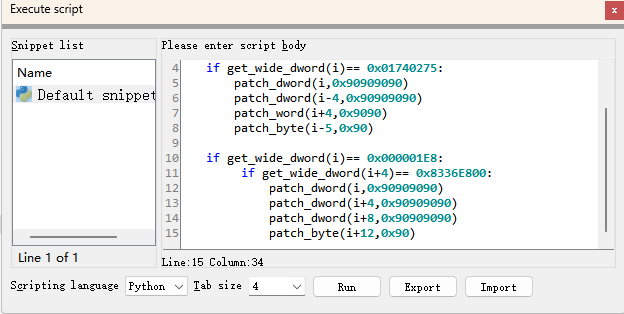 Execute script
Snippet list
Name
Default snippet
Line 1 of 1
Please enter script body
4 if get_wide_dword(i)== 0x01740275:
5 patch_dword(i,0x90909090)
6 patch_dword(i-4,0x90909090)
7 patch_word(i+4,0x9090)
8 patch_byte(i-5,0x90)
9
10 if get_wide_dword(i)== 0x000001E8:
11 if get_wide_dword(i+4)== 0x8336E800:
12 patch_dword(i,0x90909090)
13 patch_dword(i+4,0x90909090)
14 patch_dword(i+8,0x90909090)
15 patch_byte(i+12,0x90)
Line:15 Column:34
Scripting language Python Tab size 4 Run Export Import